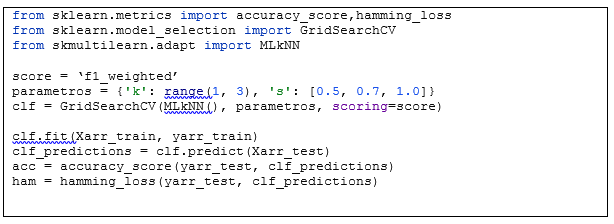 from sklearn.metrics import accuracy_score,hamming_loss
from sklearn.model_selection import GridSearchCV
from skmultilearn.adapt import MLkNN
score = ‘f1_weighted’
parametros = {'k': range(1, 3), 's': [0.5, 0.7, 1.0]}
clf = GridSearchCV(MLkNN(), parametros, scoring=score)
clf.fit(Xarr_train, yarr_train)
clf_predictions = clf.predict(Xarr_test)
acc = accuracy_score(yarr_test, clf_predictions)
ham = hamming_loss(yarr_test, clf_predictions)